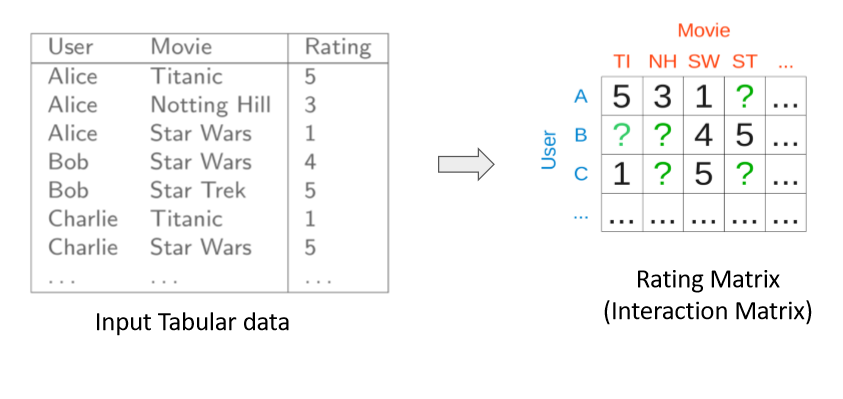 User Movie Rating
Alice Titanic 5
Alice Notting Hill 3
Alice Star Wars 1
Bob Star Wars 4
Bob Star Trek 5
Charlie Titanic 1
Charlie Star Wars 5
... ... ...
Input Tabular data
Movie
TI NH SW ST ...
User
A 5 3 1 ? ...
B ? ? 4 5 ...
C 1 ? 5 ? ...
... ... ... ... ... ...
Rating Matrix
(Interaction Matrix)